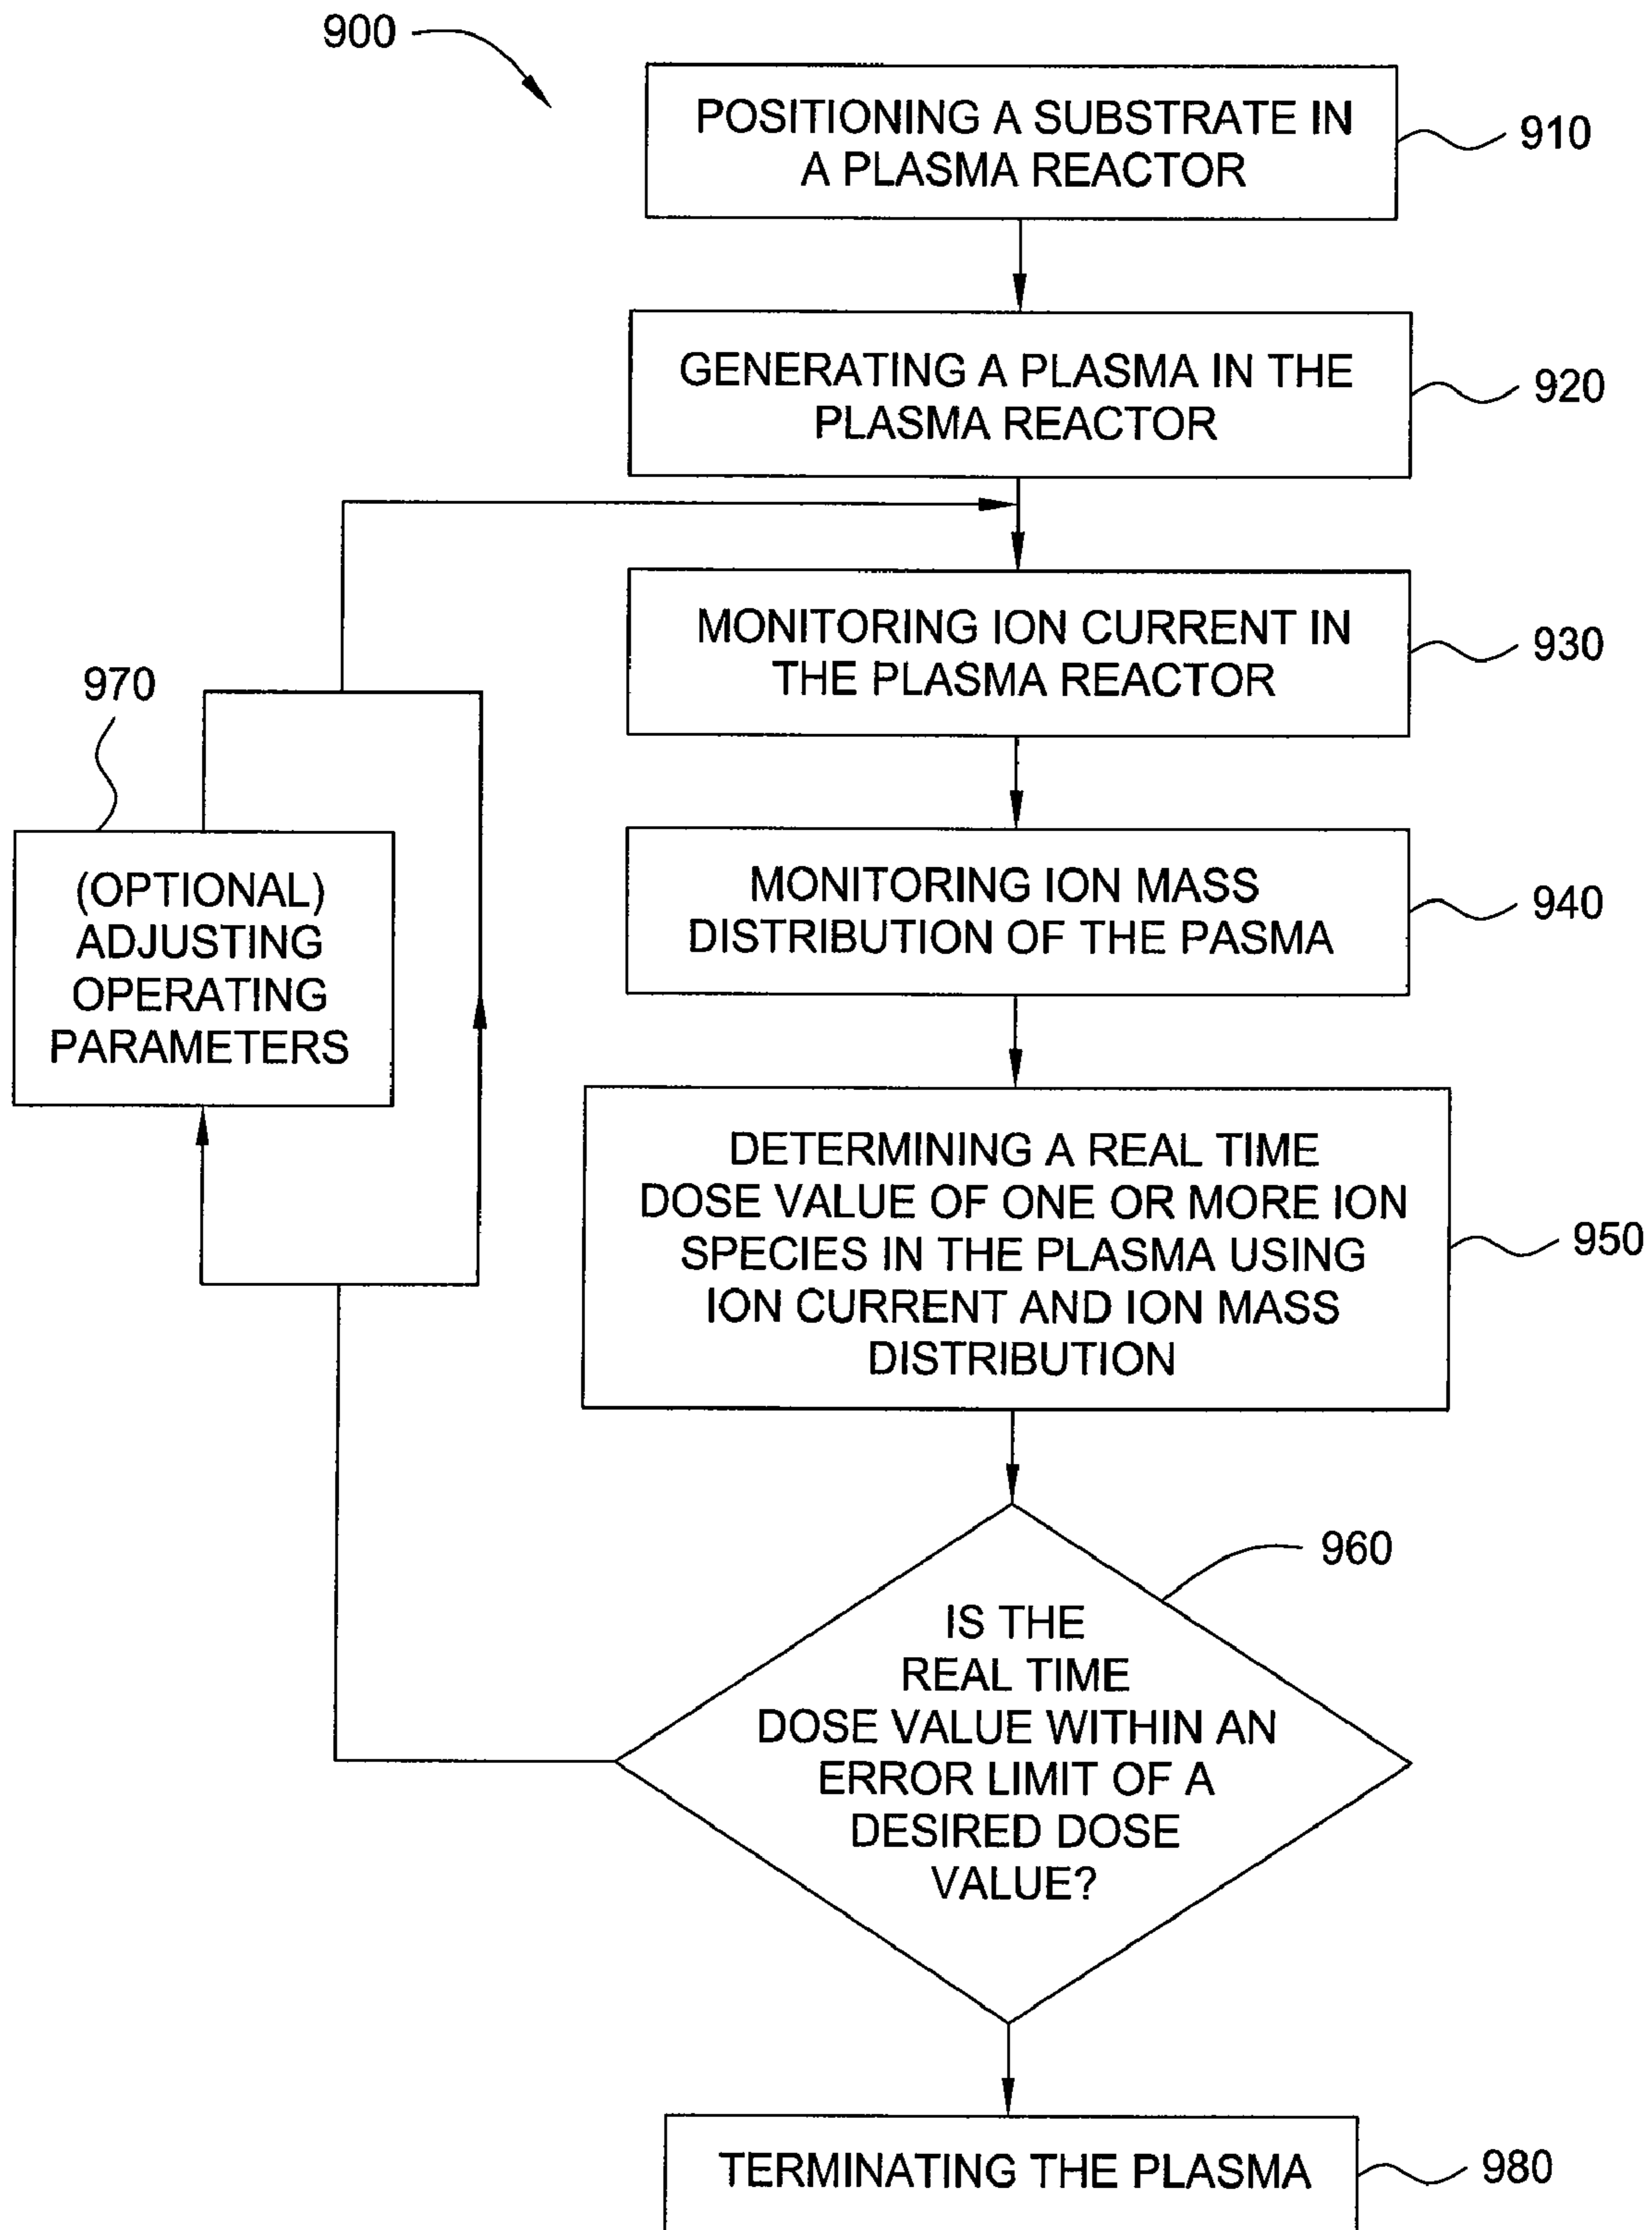 900
POSITIONING A SUBSTRATE IN
A PLASMA REACTOR
910
GENERATING A PLASMA IN THE
PLASMA REACTOR
920
MONITORING ION CURRENT IN
THE PLASMA REACTOR
930
970
(OPTIONAL)
ADJUSTING
OPERATING
PARAMETERS
MONITORING ION MASS
DISTRIBUTION OF THE PASMA
940
DETERMINING A REAL TIME
DOSE VALUE OF ONE OR MORE ION
SPECIES IN THE PLASMA USING
ION CURRENT AND ION MASS
DISTRIBUTION
950
960
IS THE
REAL TIME
DOSE VALUE WITHIN AN
ERROR LIMIT OF A
DESIRED DOSE
VALUE?
TERMINATING THE PLASMA
980